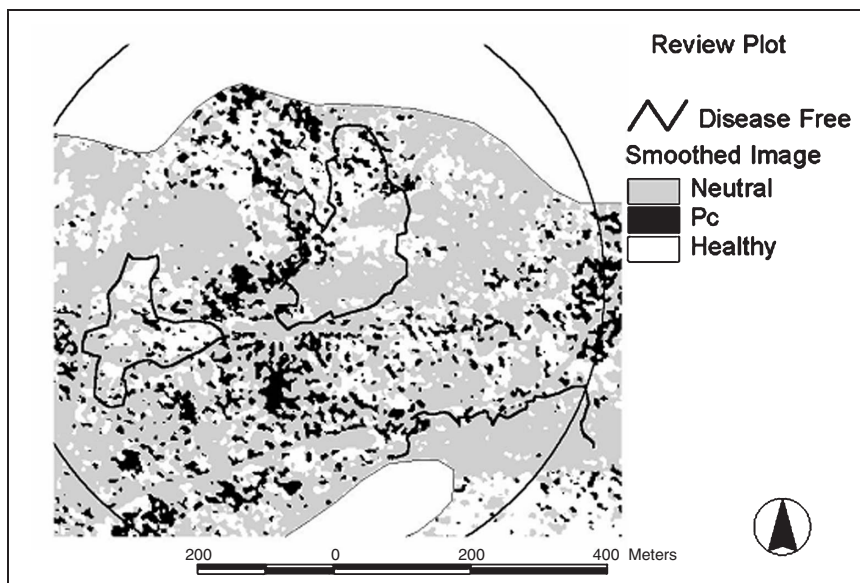 Review Plot
Disease Free
Smoothed Image
Neutral
Pc
Healthy
200 0 200 400 Meters